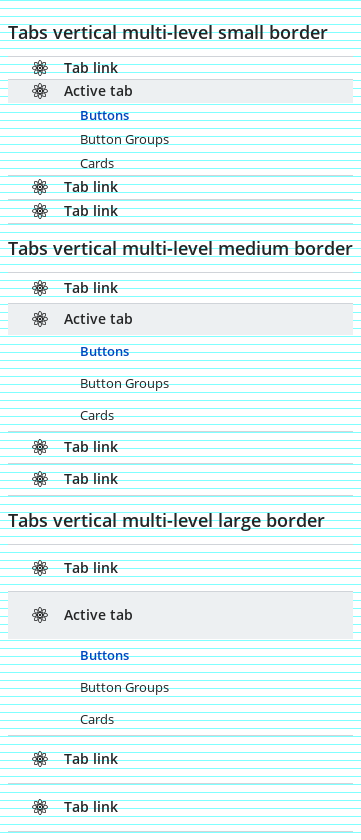 Tabs vertical multi-level small border
Tab link
Active tab
Buttons
Button Groups
Cards
Tab link
Tab link
Tabs vertical multi-level medium border
Tab link
Active tab
Buttons
Button Groups
Cards
Tab link
Tab link
Tabs vertical multi-level large border
Tab link
Active tab
Buttons
Button Groups
Cards
Tab link
Tab link